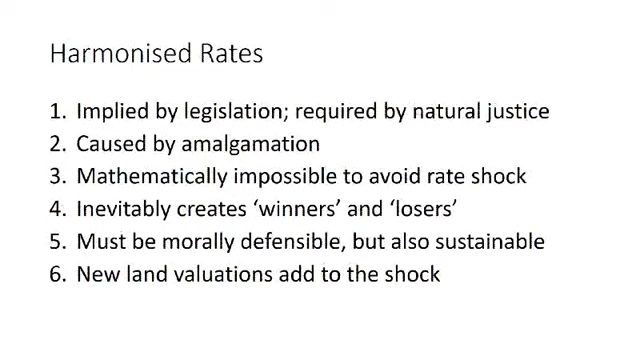 Harmonised Rates
1. Implied by legislation; required by natural justice
2. Caused by amalgamation
3. Mathematically impossible to avoid rate shock
4. Inevitably creates ‘winners’ and ‘losers’
5. Must be morally defensible, but also sustainable
6. New land valuations add to the shock